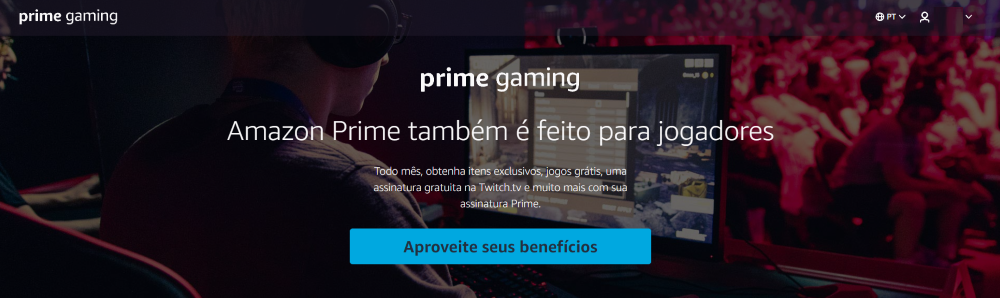 prime gaming
PT
prime gaming
Amazon Prime também é feito para jogadores
Todo mês, obtenha itens exclusivos, jogos grátis, uma
assinatura gratuita na Twitch.tv e muito mais com sua
assinatura Prime.
Aproveite seus benefícios